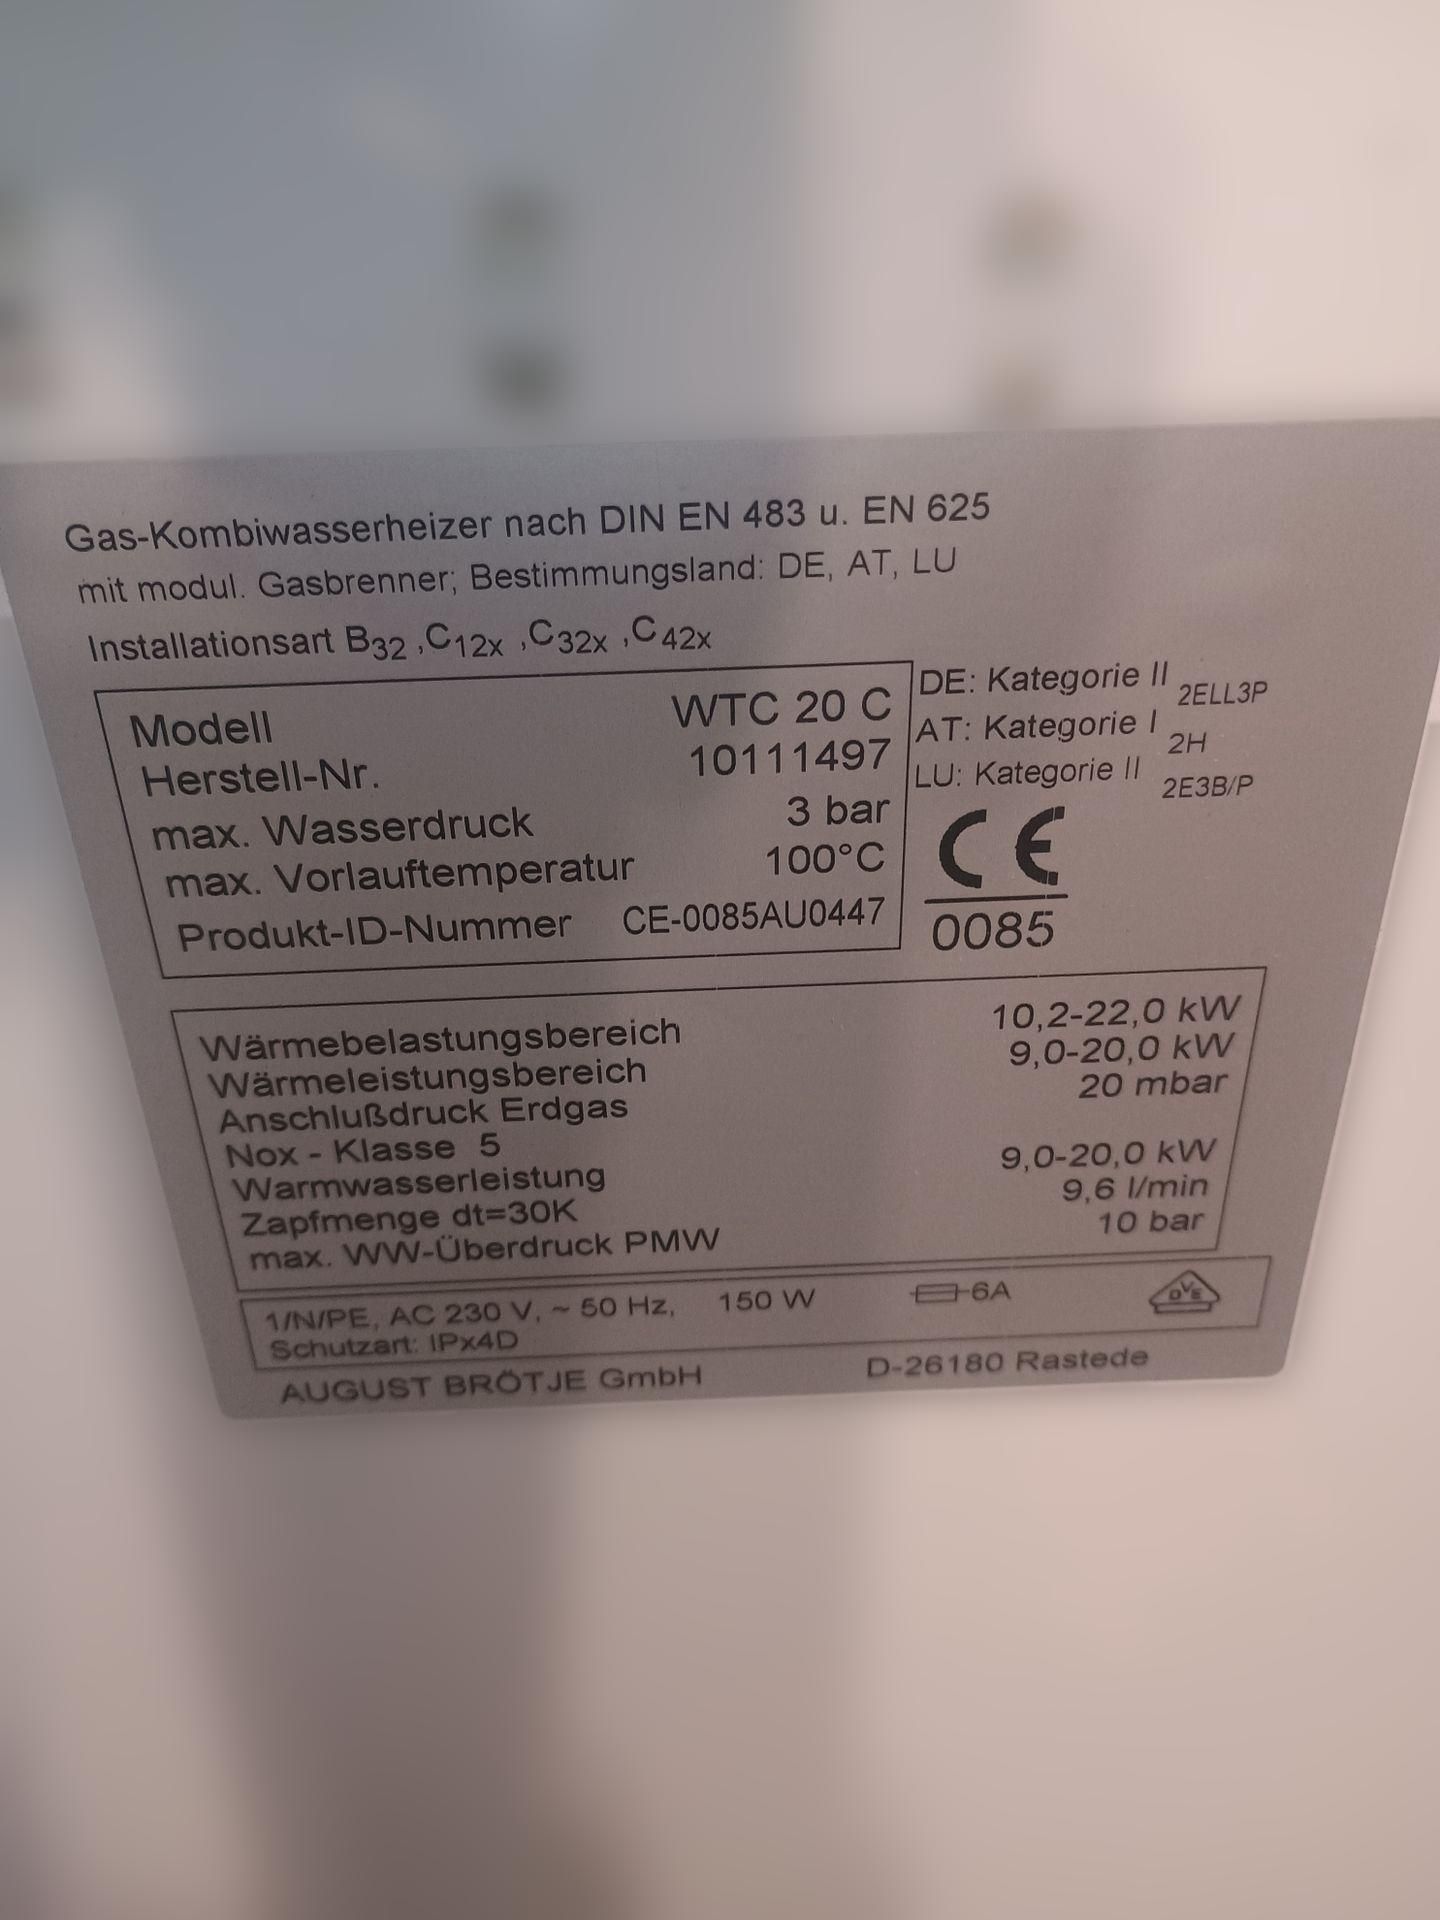 Gas-Kombiwasserheizer nach DIN EN 483 u. EN 625
mit modul. Gasbrenner; Bestimmungsland: DE, AT, LU
Installationsart B32 ,C12x ,C32x ,C42x
Modell WTC 20 C
Herstell-Nr. 10111497
max. Wasserdruck 3 bar
max. Vorlauftemperatur 100°C
Produkt-ID-Nummer CE-0085AU0447
DE: Kategorie II 2ELL3P
AT: Kategorie I 2H
LU: Kategorie II 2E3B/P
CE
0085
Wärmebelastungsbereich 10,2-22,0 kW
Wärmeleistungsbereich 9,0-20,0 kW
Anschlußdruck Erdgas 20 mbar
Nox - Klasse 5
Warmwasserleistung 9,0-20,0 kW
Zapfmenge dt=30K 9,6 l/min
max. WW-Überdruck PMW 10 bar
1/N/PE, AC 230 V, ~ 50 Hz, 150 W 6A DVE
Schutzart: IPx4D
AUGUST BRÖTJE GmbH D-26180 Rastede